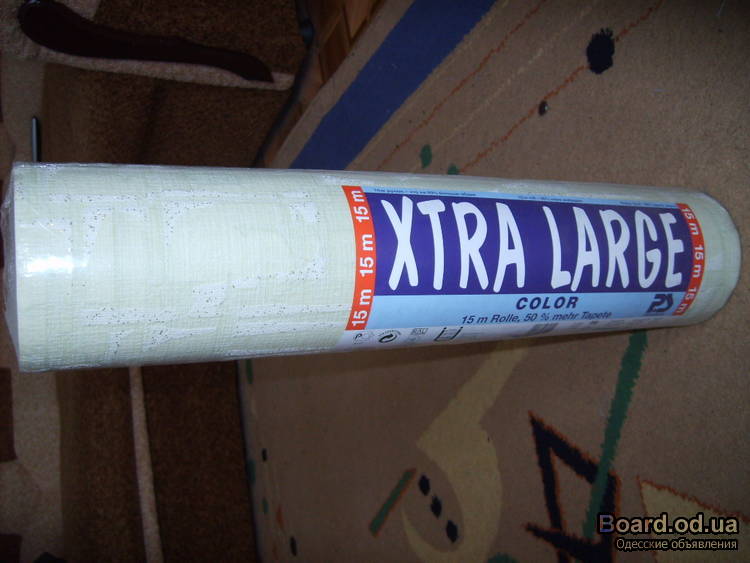 15 m 15 m 15 m
XTRA LARGE
COLOR
15 m Rolle, 50 % mehr Tapete
15 m 15 m 15 m
Board.od.ua
Одесские объявления